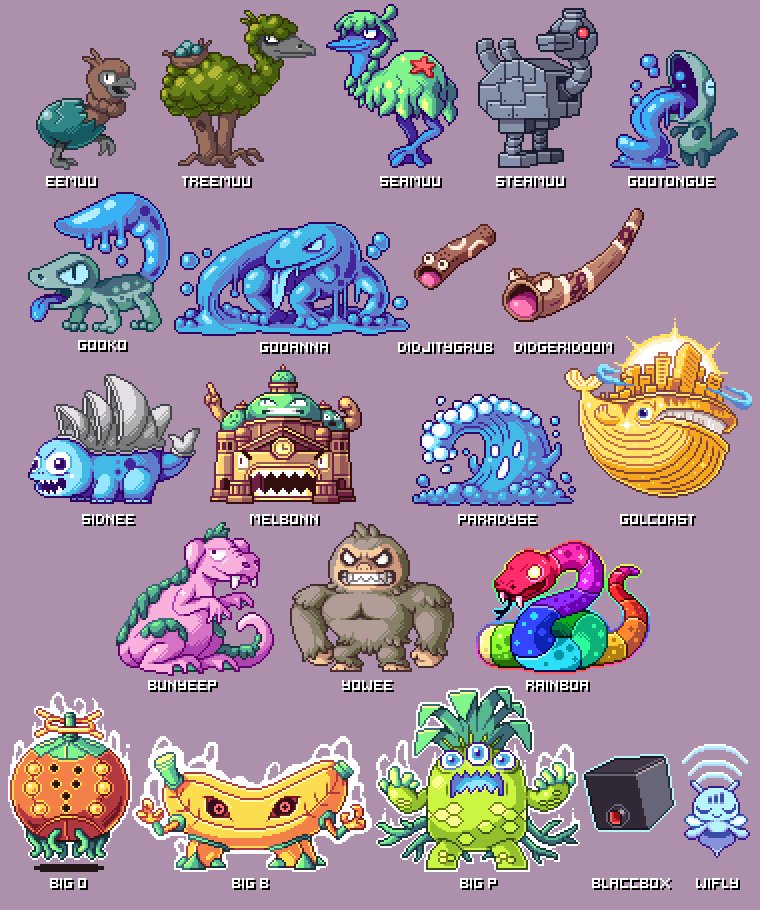 EEMUU
TREEMUU
SEAMUU
STEAMUU
GOOTONGUE
GOOKO
GOOANNA
DIDJITYGRUB
DIDGERIDOOM
SIDNEE
MELBONN
PARADYSE
GOLCOAST
BUNYEEP
YOWEE
RAINBOA
BIG O
BIG B
BIG P
BLACCBOX
WIFLY